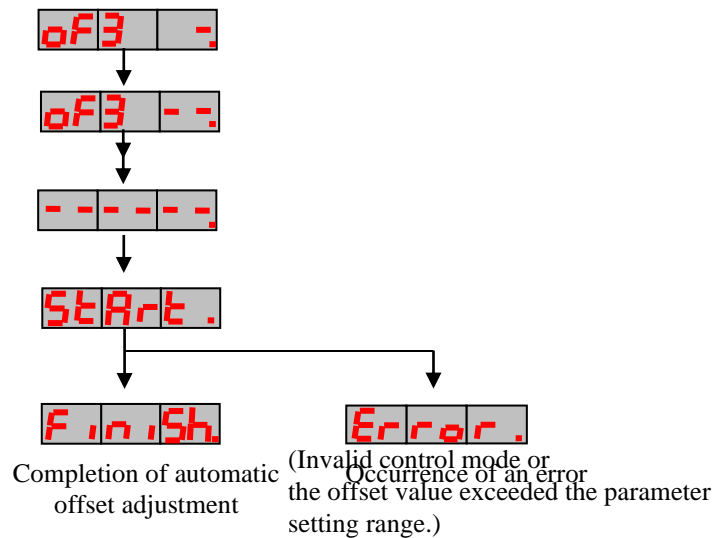 oF3 -.
oF3 - -.
- - - - - -.
StArt .
F iniSh.
Error .
Completion of automatic
offset adjustment
Occurrence of an error
(Invalid control mode or
the offset value exceeded the parameter
setting range.)